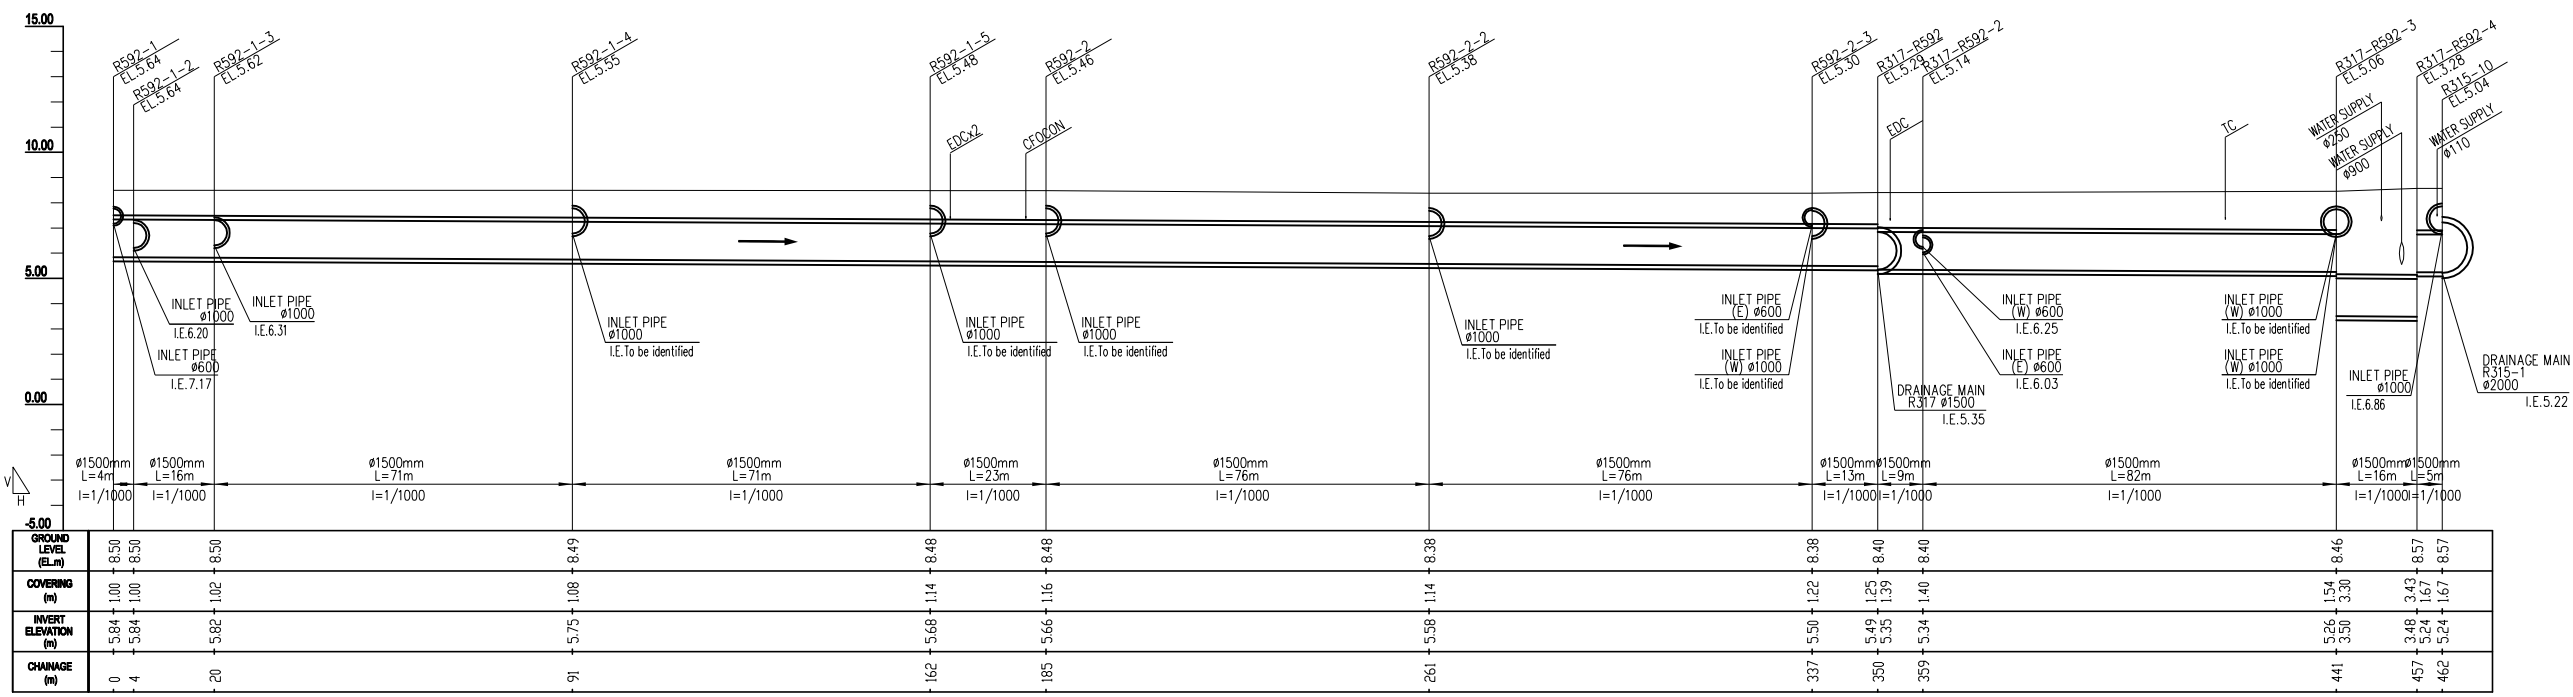 15.00
10.00
5.00
0.00
-5.00
R592-1
EL.5.64
R592-1-2
EL.5.64
R592-1-3
EL.5.62
R592-1-4
EL.5.55
R592-1-5
EL.5.48
R592-2
EL.5.46
R592-2-2
EL.5.38
R592-2-3
EL.5.30
R317-R592
EL.5.29
R317-R592-2
EL.5.14
R317-R592-3
EL.5.06
R317-R592-4
EL.3.28
R315-10
EL.5.04
EDCx2
CFOCON
EDC
TC
WATER SUPPLY
ø250
WATER SUPPLY
ø900
WATER SUPPLY
ø110
INLET PIPE
ø1000
I.E.6.20
INLET PIPE
ø600
I.E.7.17
INLET PIPE
ø1000
I.E.6.31
INLET PIPE
ø1000
I.E.To be identified
INLET PIPE
ø1000
I.E.To be identified
INLET PIPE
ø1000
I.E.To be identified
INLET PIPE
ø1000
I.E.To be identified
INLET PIPE
(E) ø600
I.E.To be identified
INLET PIPE
(W) ø1000
I.E.To be identified
DRAINAGE MAIN
R317 ø1500
I.E.5.35
INLET PIPE
(W) ø600
I.E.6.25
INLET PIPE
(E) ø600
I.E.6.03
INLET PIPE
(W) ø1000
I.E.To be identified
INLET PIPE
(W) ø1000
I.E.To be identified
INLET PIPE
ø1000
I.E.6.86
DRAINAGE MAIN
R315-1
ø2000
I.E.5.22
V
H
ø1500mm
L=4m
I=1/1000
ø1500mm
L=16m
I=1/1000
ø1500mm
L=71m
I=1/1000
ø1500mm
L=71m
I=1/1000
ø1500mm
L=23m
I=1/1000
ø1500mm
L=76m
I=1/1000
ø1500mm
L=76m
I=1/1000
ø1500mm
L=13m
I=1/1000
ø1500mm
L=9m
I=1/1000
ø1500mm
L=82m
I=1/1000
ø1500mm
L=16m
I=1/1000
ø1500mm
L=5m
I=1/1000
GROUND
LEVEL
(EL.m)
8.50
8.50
8.50
8.49
8.48
8.48
8.38
8.38
8.40
8.40
8.46
8.57
8.57
COVERING
(m)
1.00
1.00
1.02
1.08
1.14
1.16
1.14
1.22
1.25
1.39
1.40
1.54
3.30
3.43
1.67
1.67
INVERT
ELEVATION
(m)
5.84
5.84
5.82
5.75
5.68
5.66
5.58
5.50
5.49
5.35
5.34
5.26
3.50
3.48
5.24
5.24
CHAINAGE
(m)
0
4
20
91
162
185
261
337
350
359
441
457
462